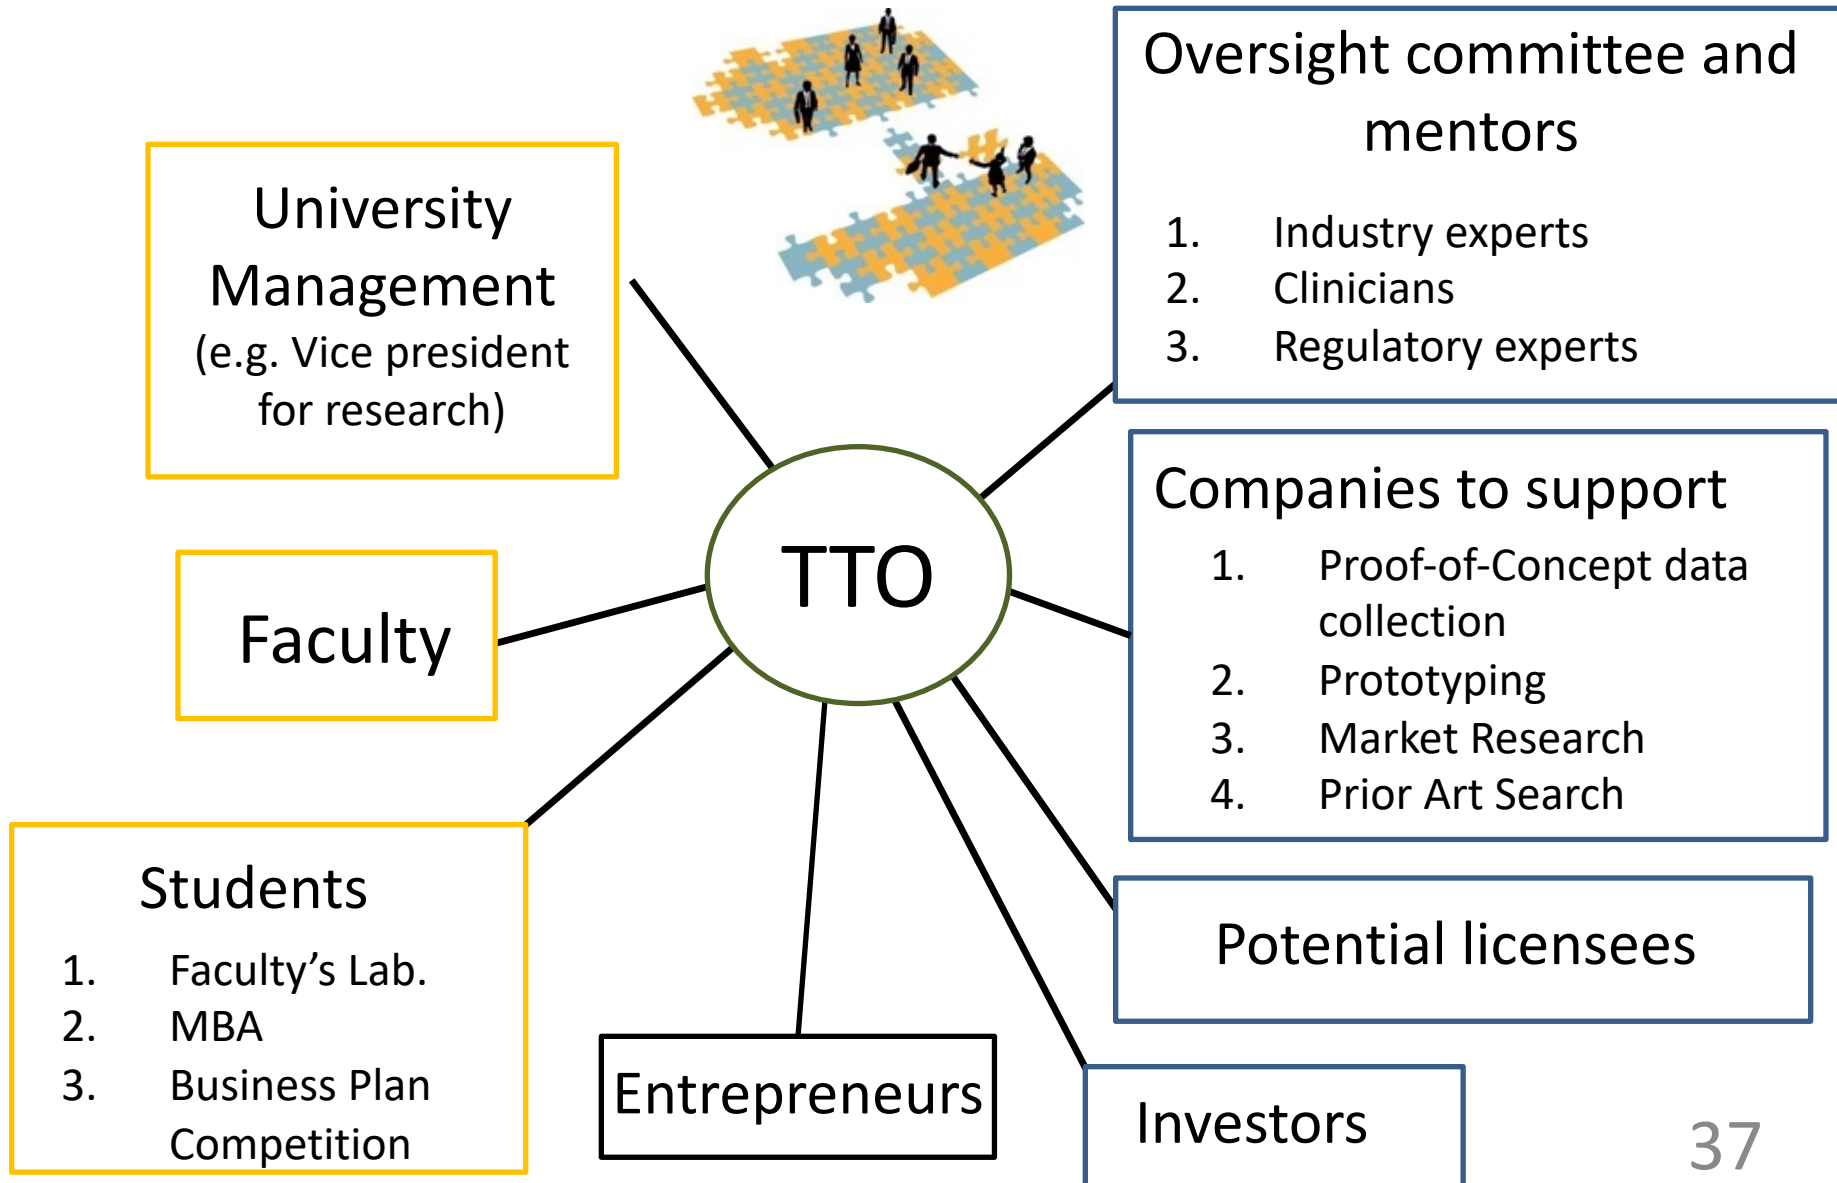 University
Management
(e.g. Vice president
for research)
Faculty
Students
1. Faculty’s Lab.
2. MBA
3. Business Plan
Competition
TTO
Entrepreneurs
Oversight committee and
mentors
1. Industry experts
2. Clinicians
3. Regulatory experts
Companies to support
1. Proof-of-Concept data
collection
2. Prototyping
3. Market Research
4. Prior Art Search
Potential licensees
Investors
37